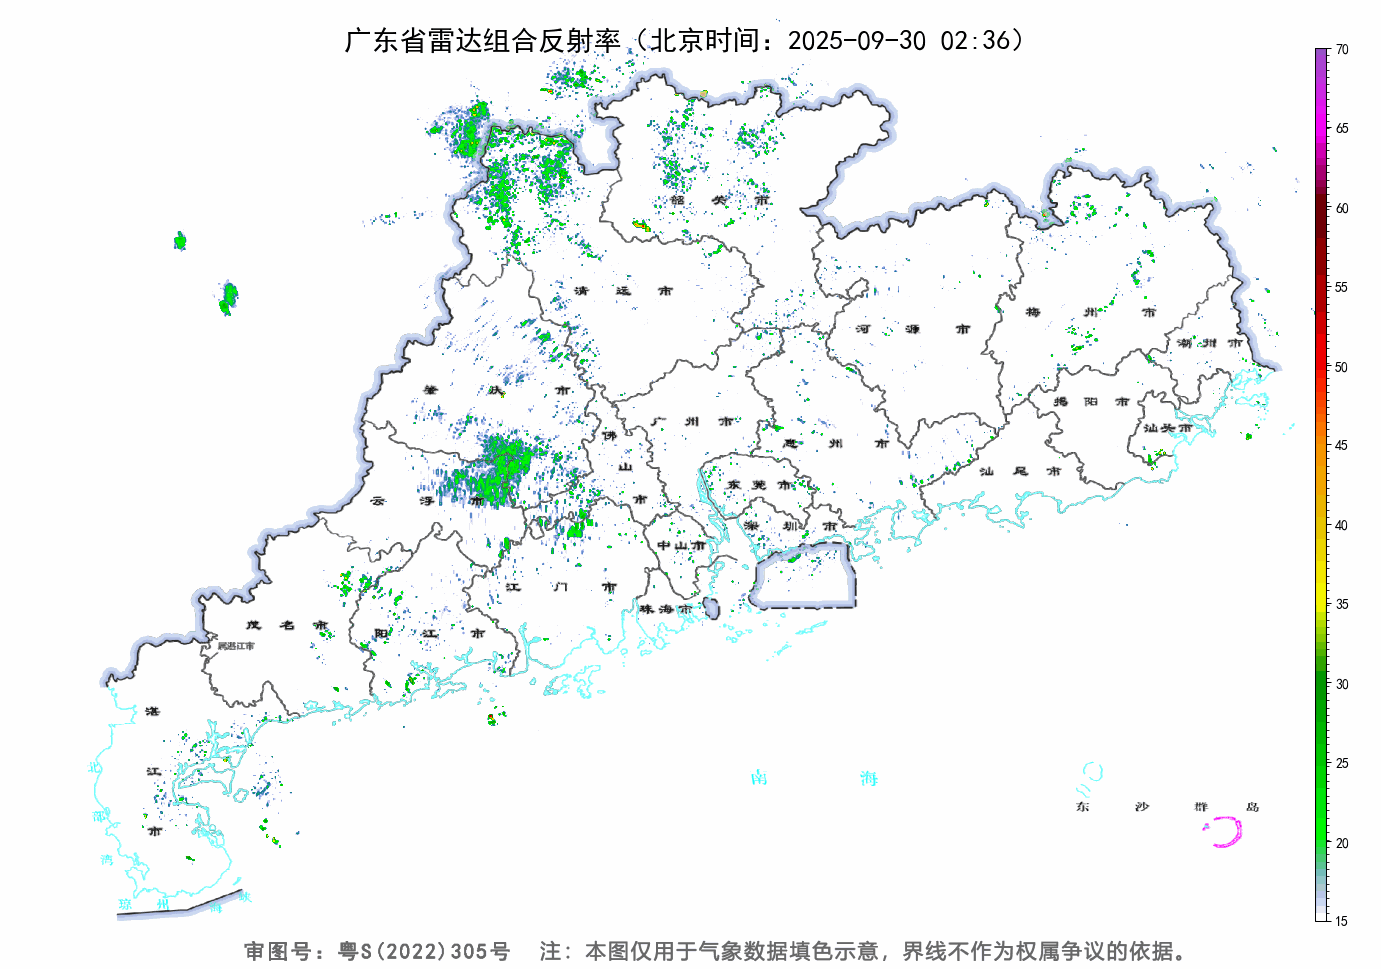 广东省雷达组合反射率（北京时间：2025-09-30 02:36）
70
65
60
55
50
45
40
35
30
25
20
15
韶 关 市
清 远 市
河 源 市
梅 州 市
潮 州 市
肇 庆 市
广 州 市
揭 阳 市
汕头市
佛 山 市
惠 州 市
汕 尾 市
云 浮 市
东 莞 市
深 圳 市
中山市
江 门 市
珠海市
茂 名 市
阳 江 市
属湛江市
湛 江 市
北 部 湾
南 海
东 沙 群 岛
琼 州 海 峡
审图号：粤S(2022)305号 注：本图仅用于气象数据填色示意，界线不作为权属争议的依据。